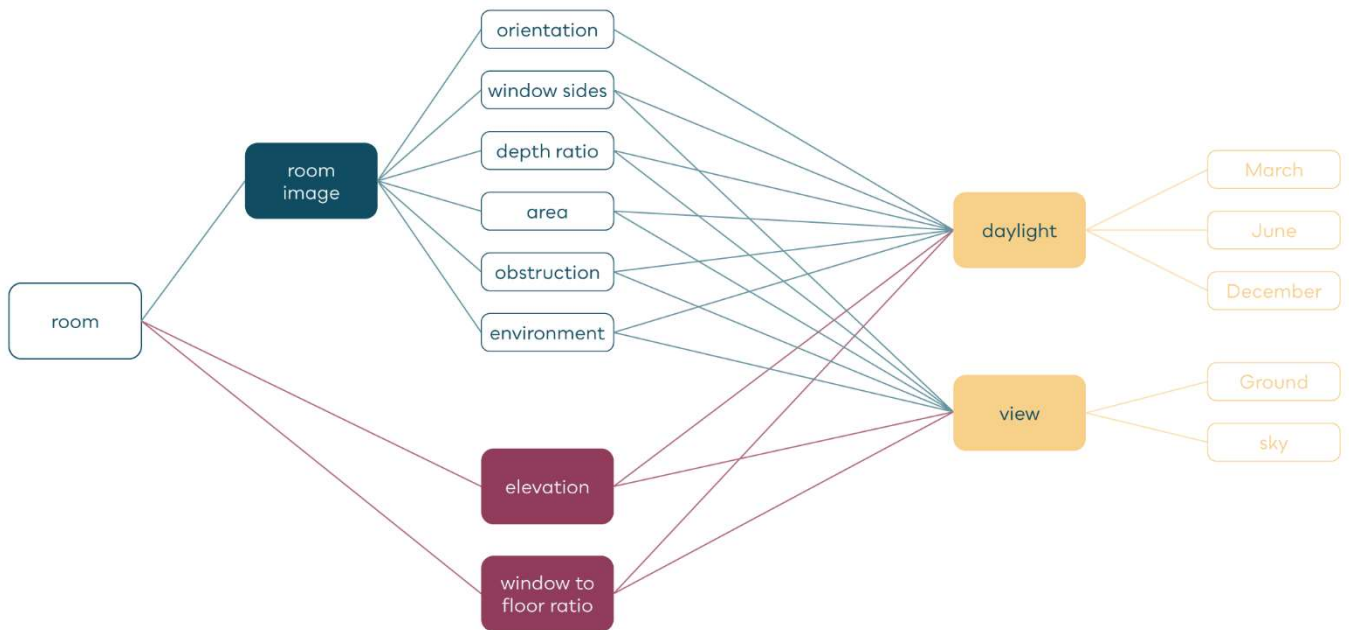 room
room
image
orientation
window sides
depth ratio
area
obstruction
environment
elevation
window to
floor ratio
daylight
view
March
June
December
Ground
sky